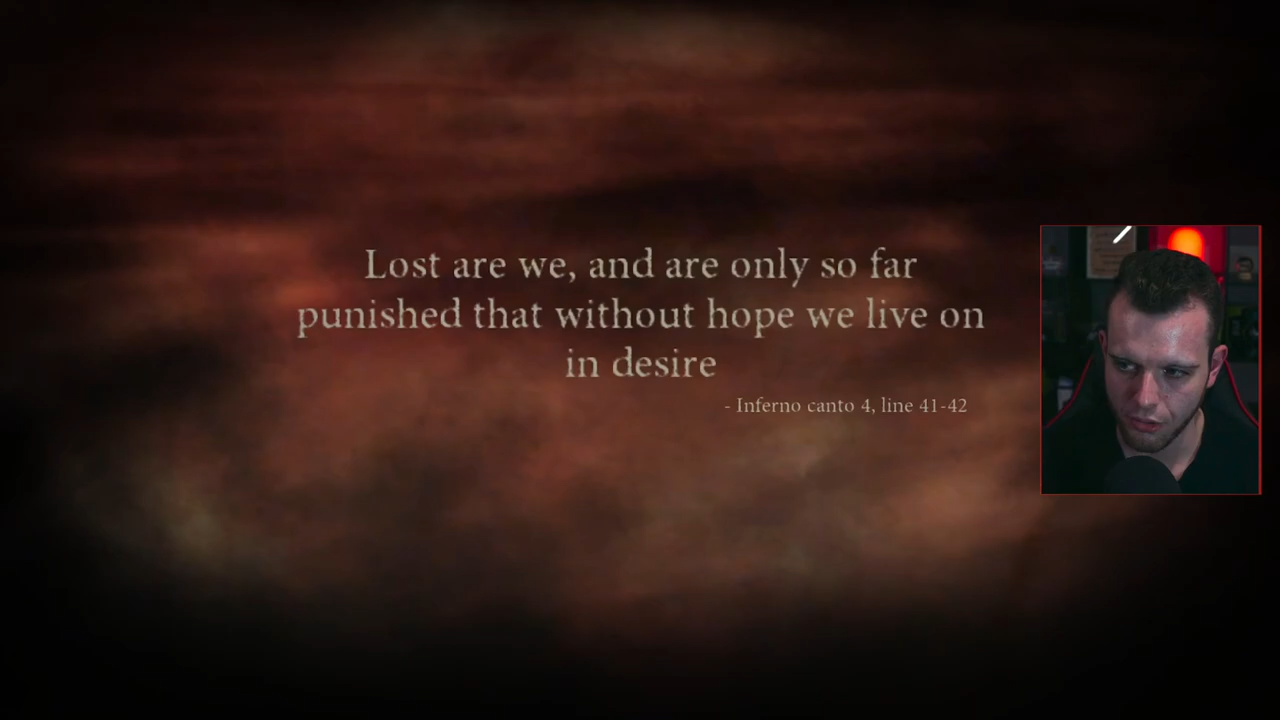 Lost are we, and are only so far
punished that without hope we live on
in desire
- Inferno canto 4, line 41-42